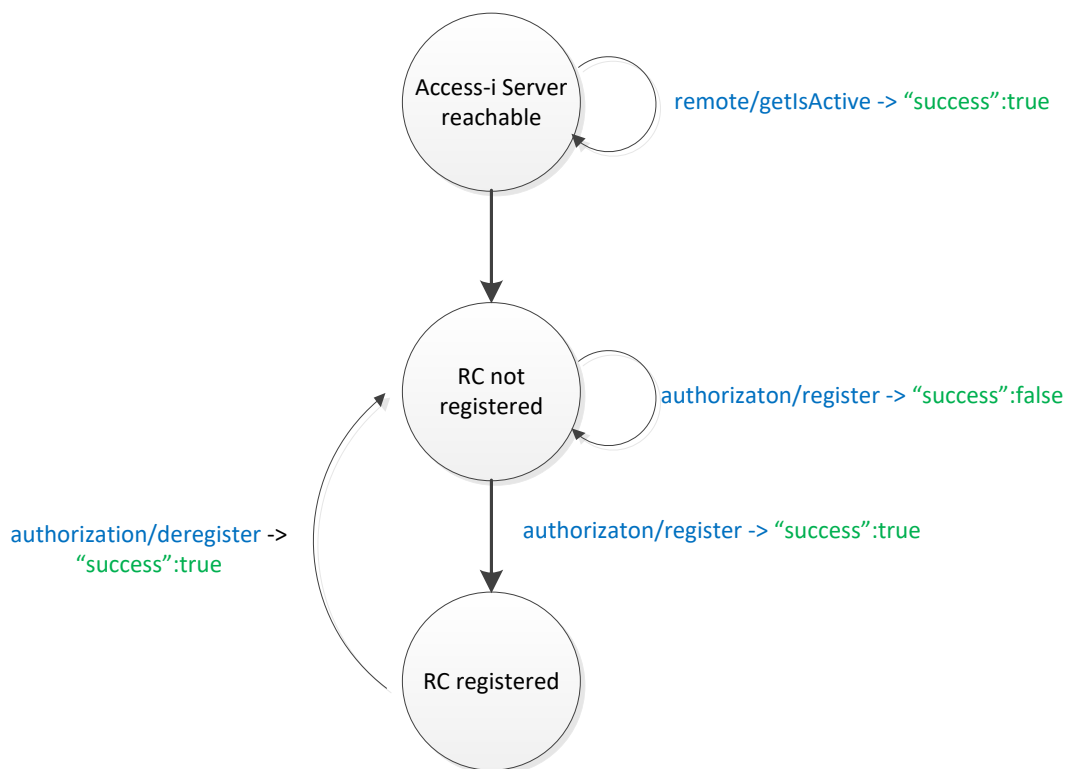 Access-i Server
reachable
remote/getIsActive -> “success”:true
RC not
registered
authorizaton/register -> “success”:false
authorization/deregister ->
“success”:true
authorizaton/register -> “success”:true
RC registered